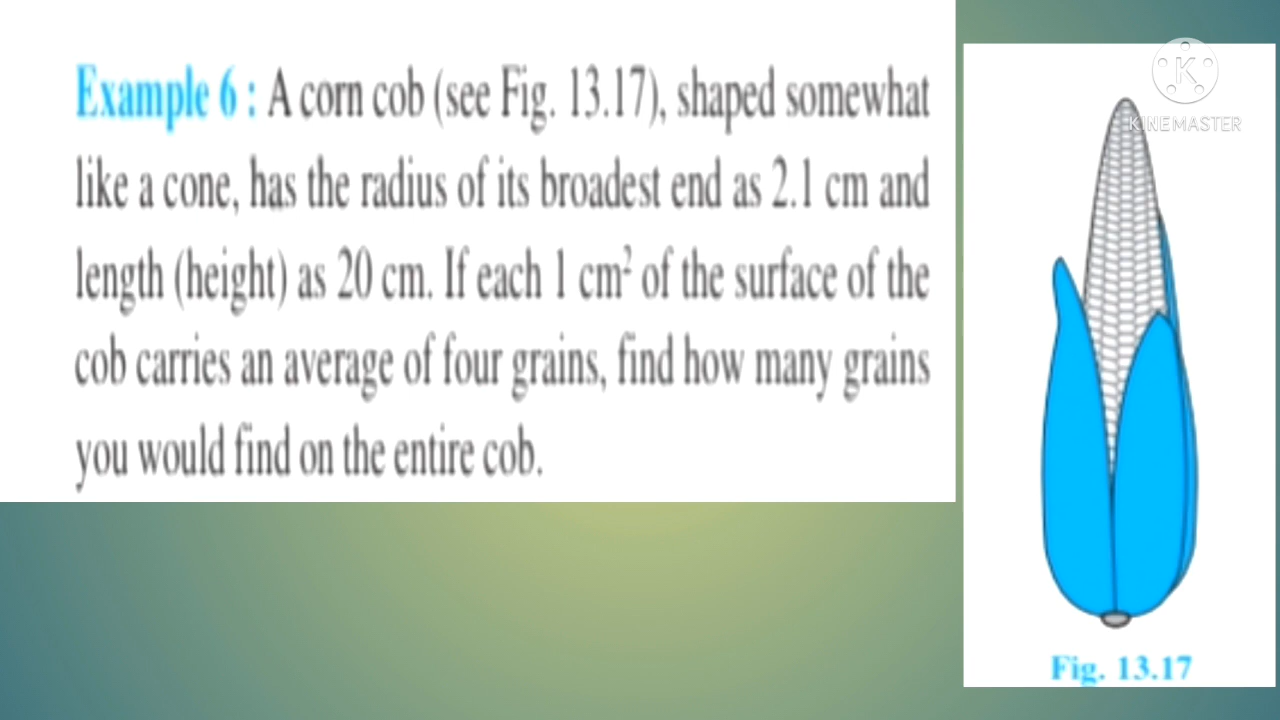 Example 6 : A corn cob (see Fig. 13.17), shaped somewhat
like a cone, has the radius of its broadest end as 2.1 cm and
length (height) as 20 cm. If each 1 cm² of the surface of the
cob carries an average of four grains, find how many grains
you would find on the entire cob.
K
KINEMASTER
Fig. 13.17